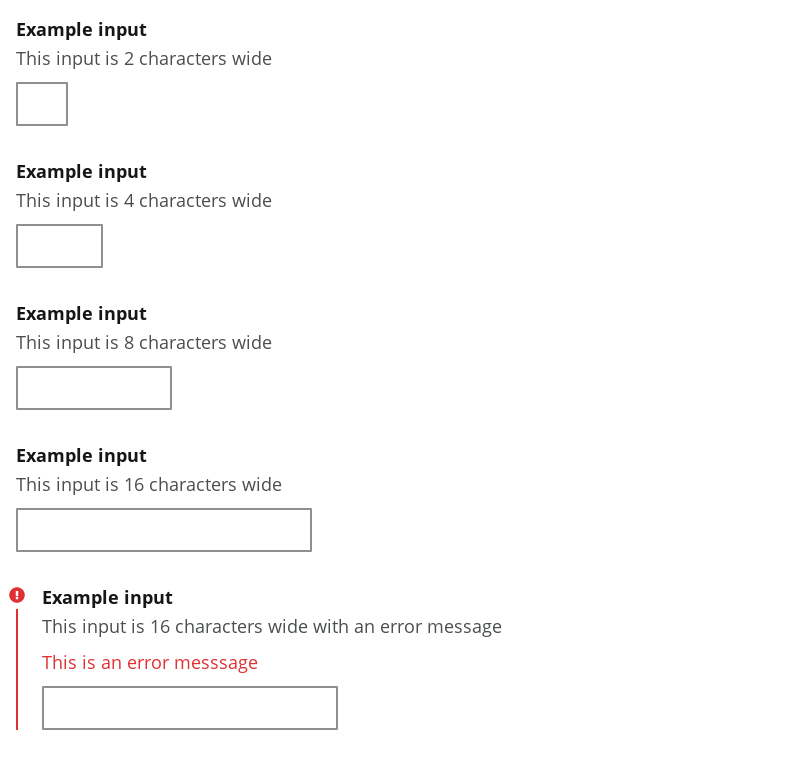 Example input
This input is 2 characters wide
Example input
This input is 4 characters wide
Example input
This input is 8 characters wide
Example input
This input is 16 characters wide
Example input
This input is 16 characters wide with an error message
This is an error messsage